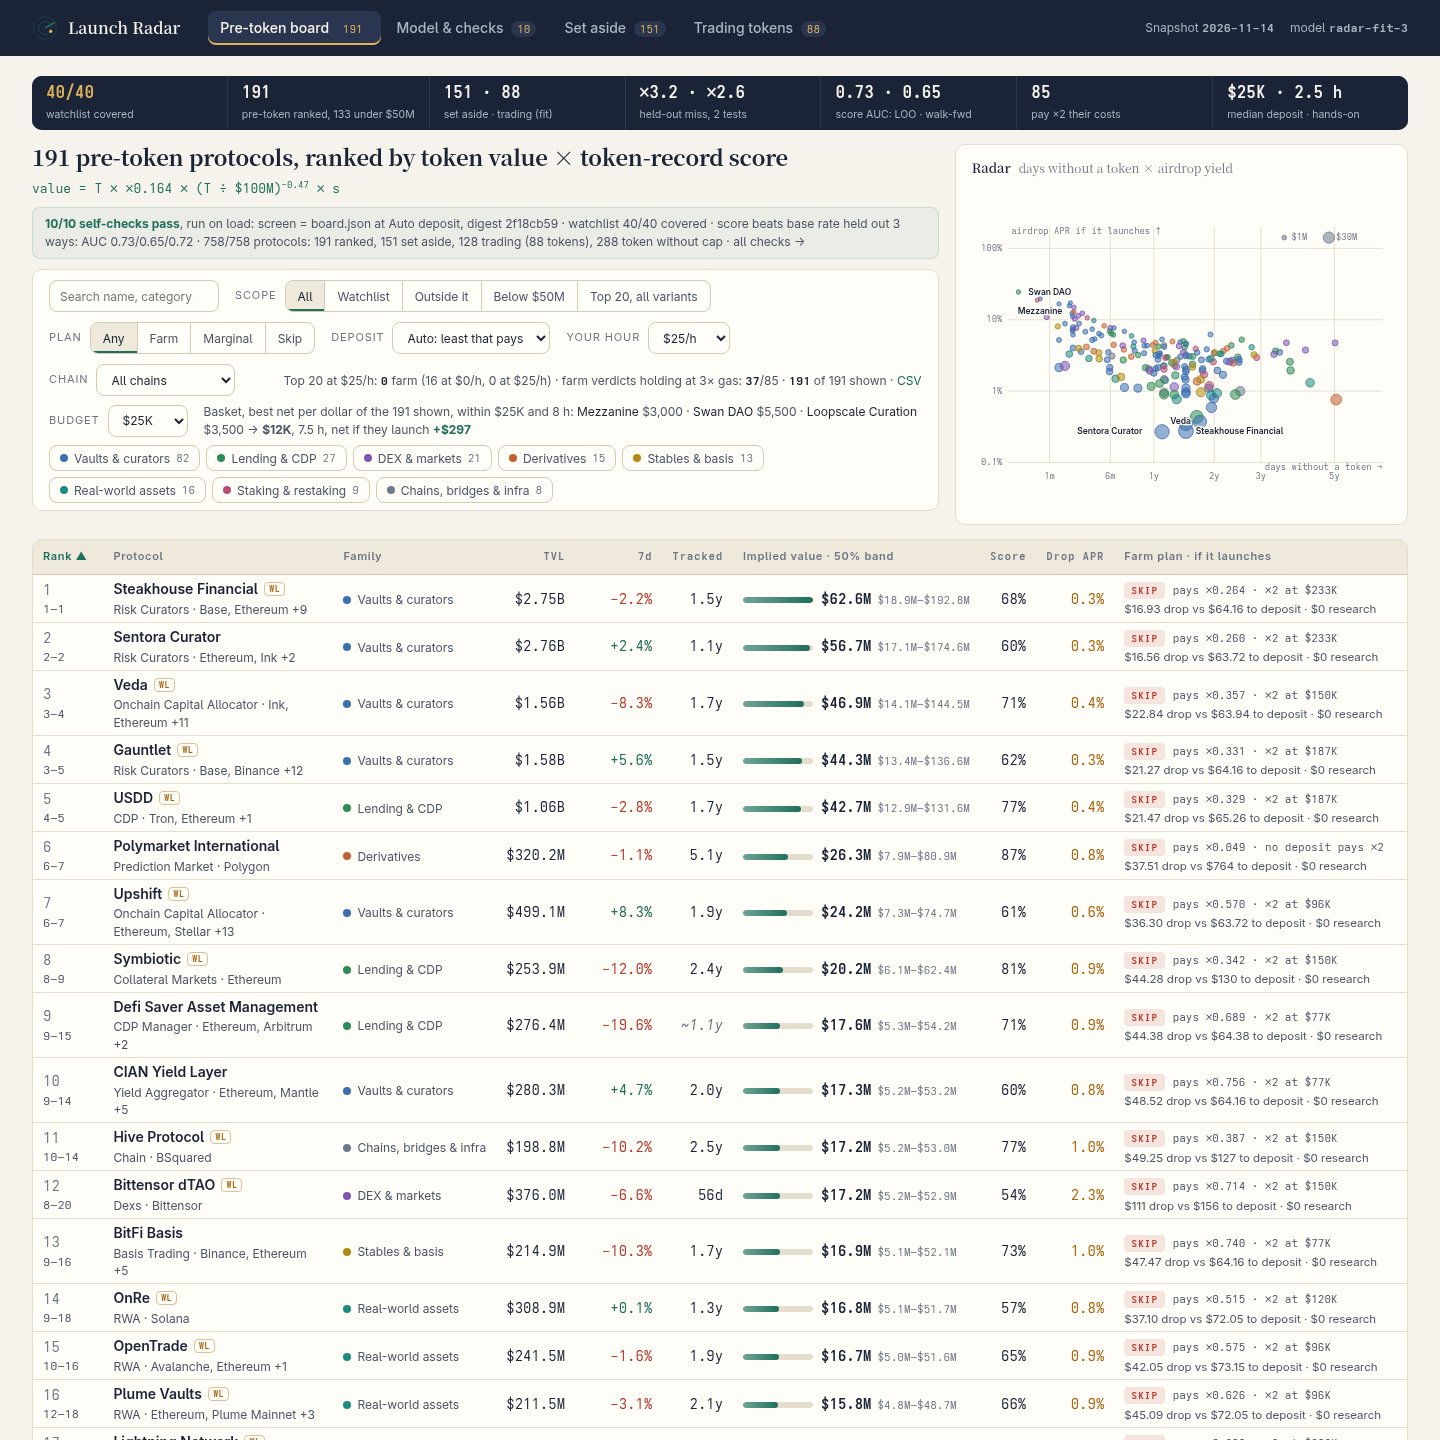 Launch Radar
Pre-token board 191
Model & checks 10
Set aside 151
Trading tokens 88
Snapshot 2026-11-14 model radar-fit-3
40/40
watchlist covered
191
pre-token ranked, 133 under $50M
151 · 88
set aside · trading (fit)
×3.2 · ×2.6
held-out miss, 2 tests
0.73 · 0.65
score AUC: LOO · walk-fwd
85
pay ×2 their costs
$25K · 2.5 h
median deposit · hands-on
191 pre-token protocols, ranked by token value × token-record score
value = T × ×0.164 × (T ÷ $100M)−0.47 × s
10/10 self-checks pass, run on load: screen = board.json at Auto deposit, digest 2f18cb59 · watchlist 40/40 covered · score beats base rate held out 3
ways: AUC 0.73/0.65/0.72 · 758/758 protocols: 191 ranked, 151 set aside, 128 trading (88 tokens), 288 token without cap · all checks →
Search name, category
SCOPE All Watchlist Outside it Below $50M Top 20, all variants
PLAN Any Farm Marginal Skip DEPOSIT Auto: least that pays YOUR HOUR $25/h
CHAIN All chains
Top 20 at $25/h: 0 farm (16 at $0/h, 0 at $25/h) · farm verdicts holding at 3× gas: 37/85 · 191 of 191 shown · CSV
BUDGET $25K
Basket, best net per dollar of the 191 shown, within $25K and 8 h: Mezzanine $3,000 · Swan DAO $5,500 · Loopscale Curation
$3,500 → $12K, 7.5 h, net if they launch +$297
Vaults & curators 82
Lending & CDP 27
DEX & markets 21
Derivatives 15
Stables & basis 13
Real-world assets 16
Staking & restaking 9
Chains, bridges & infra 8
Radar days without a token × airdrop yield
airdrop APR if it launches ↑
$1M
$30M
100%
10%
1%
0.1%
Swan DAO
Mezzanine
Veda
Sentora Curator
Steakhouse Financial
days without a token →
1m 6m 1y 2y 3y 5y
Rank ▲ Protocol Family TVL 7d Tracked Implied value · 50% band Score Drop APR Farm plan · if it launches
1 Steakhouse Financial WL Vaults & curators $2.75B −2.2% 1.5y $62.6M $18.9M–$192.8M 68% 0.3% SKIP pays ×0.264 · ×2 at $233K
1–1 Risk Curators · Base, Ethereum +9 $16.93 drop vs $64.16 to deposit · $0 research
2 Sentora Curator Vaults & curators $2.76B +2.4% 1.1y $56.7M $17.1M–$174.6M 60% 0.3% SKIP pays ×0.260 · ×2 at $233K
2–2 Risk Curators · Ethereum, Ink +2 $16.56 drop vs $63.72 to deposit · $0 research
3 Veda WL Vaults & curators $1.56B −8.3% 1.7y $46.9M $14.1M–$144.5M 71% 0.4% SKIP pays ×0.357 · ×2 at $150K
3–4 Onchain Capital Allocator · Ink, $22.84 drop vs $63.94 to deposit · $0 research
Ethereum +11
4 Gauntlet WL Vaults & curators $1.58B +5.6% 1.5y $44.3M $13.4M–$136.6M 62% 0.3% SKIP pays ×0.331 · ×2 at $187K
3–5 Risk Curators · Base, Binance +12 $21.27 drop vs $64.16 to deposit · $0 research
5 USDD WL Lending & CDP $1.06B −2.8% 1.7y $42.7M $12.9M–$131.6M 77% 0.4% SKIP pays ×0.329 · ×2 at $187K
4–5 CDP · Tron, Ethereum +1 $21.47 drop vs $65.26 to deposit · $0 research
6 Polymarket International Derivatives $320.2M −1.1% 5.1y $26.3M $7.9M–$80.9M 87% 0.8% SKIP pays ×0.049 · no deposit pays ×2
6–7 Prediction Market · Polygon $37.51 drop vs $764 to deposit · $0 research
7 Upshift WL Vaults & curators $499.1M +8.3% 1.9y $24.2M $7.3M–$74.7M 61% 0.6% SKIP pays ×0.570 · ×2 at $96K
6–7 Onchain Capital Allocator · $36.30 drop vs $63.72 to deposit · $0 research
Ethereum, Stellar +13
8 Symbiotic WL Lending & CDP $253.9M −12.0% 2.4y $20.2M $6.1M–$62.4M 81% 0.9% SKIP pays ×0.342 · ×2 at $150K
8–9 Collateral Markets · Ethereum $44.28 drop vs $130 to deposit · $0 research
9 Defi Saver Asset Management Lending & CDP $276.4M −19.6% ~1.1y $17.6M $5.3M–$54.2M 71% 0.9% SKIP pays ×0.689 · ×2 at $77K
9–15 CDP Manager · Ethereum, Arbitrum $44.38 drop vs $64.38 to deposit · $0 research
+2
10 CIAN Yield Layer Vaults & curators $280.3M +4.7% 2.0y $17.3M $5.2M–$53.2M 60% 0.8% SKIP pays ×0.756 · ×2 at $77K
9–14 Yield Aggregator · Ethereum, Mantle $48.52 drop vs $64.16 to deposit · $0 research
+5
11 Hive Protocol WL Chains, bridges & infra $198.8M −10.2% 2.5y $17.2M $5.2M–$53.0M 77% 1.0% SKIP pays ×0.387 · ×2 at $150K
10–14 Chain · BSquared $49.25 drop vs $127 to deposit · $0 research
12 Bittensor dTAO WL DEX & markets $376.0M −6.6% 56d $17.2M $5.2M–$52.9M 54% 2.3% SKIP pays ×0.714 · ×2 at $150K
8–20 Dexs · Bittensor $111 drop vs $156 to deposit · $0 research
13 BitFi Basis Stables & basis $214.9M −10.3% 1.7y $16.9M $5.1M–$52.1M 73% 1.0% SKIP pays ×0.740 · ×2 at $77K
9–16 Basis Trading · Binance, Ethereum $47.47 drop vs $64.16 to deposit · $0 research
+5
14 OnRe WL Real-world assets $308.9M +0.1% 1.3y $16.8M $5.1M–$51.7M 57% 0.8% SKIP pays ×0.515 · ×2 at $120K
9–18 RWA · Solana $37.10 drop vs $72.05 to deposit · $0 research
15 OpenTrade WL Real-world assets $241.5M −1.6% 1.9y $16.7M $5.0M–$51.6M 65% 0.9% SKIP pays ×0.575 · ×2 at $96K
10–16 RWA · Avalanche, Ethereum +1 $42.05 drop vs $73.15 to deposit · $0 research
16 Plume Vaults WL Real-world assets $211.5M −3.1% 2.1y $15.8M $4.8M–$48.7M 66% 0.9% SKIP pays ×0.626 · ×2 at $96K
12–18 RWA · Ethereum, Plume Mainnet +3 $45.09 drop vs $72.05 to deposit · $0 research